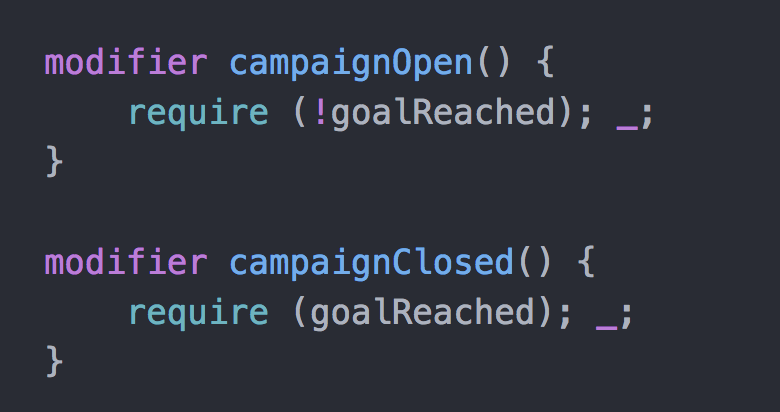 modifier campaignOpen() {
    require (!goalReached); _;
}
modifier campaignClosed() {
    require (goalReached); _;
}